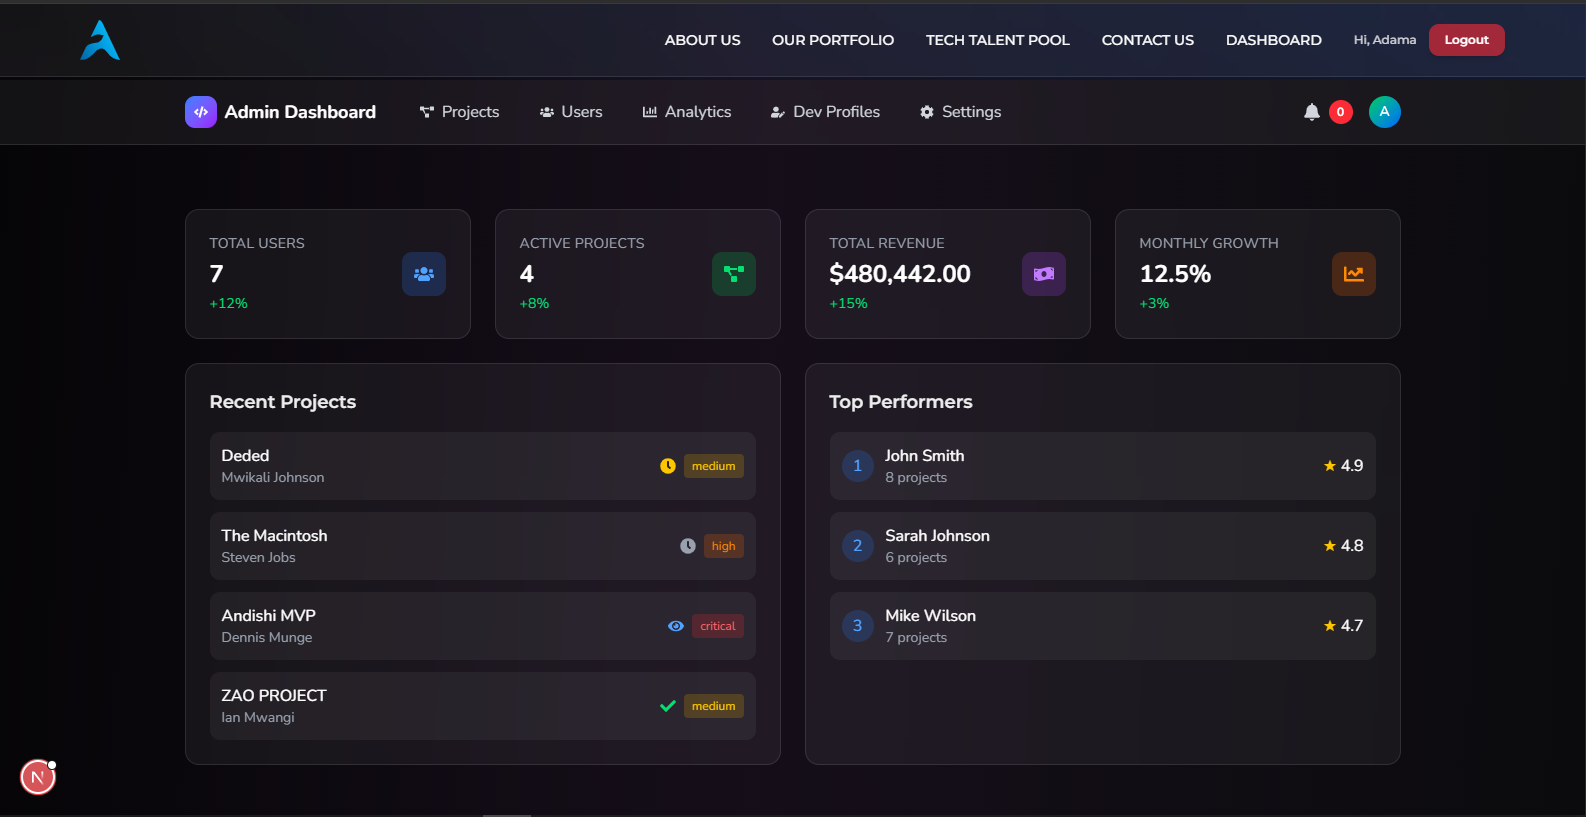 ABOUT US OUR PORTFOLIO TECH TALENT POOL CONTACT US DASHBOARD Hi, Adama Logout
Admin Dashboard Projects Users Analytics Dev Profiles Settings 0 A
TOTAL USERS
7
+12%
ACTIVE PROJECTS
4
+8%
TOTAL REVENUE
$480,442.00
+15%
MONTHLY GROWTH
12.5%
+3%
Recent Projects
Deded
Mwikali Johnson
medium
The Macintosh
Steven Jobs
high
Andishi MVP
Dennis Munge
critical
ZAO PROJECT
Ian Mwangi
medium
Top Performers
1 John Smith
8 projects
4.9
2 Sarah Johnson
6 projects
4.8
3 Mike Wilson
7 projects
4.7
N